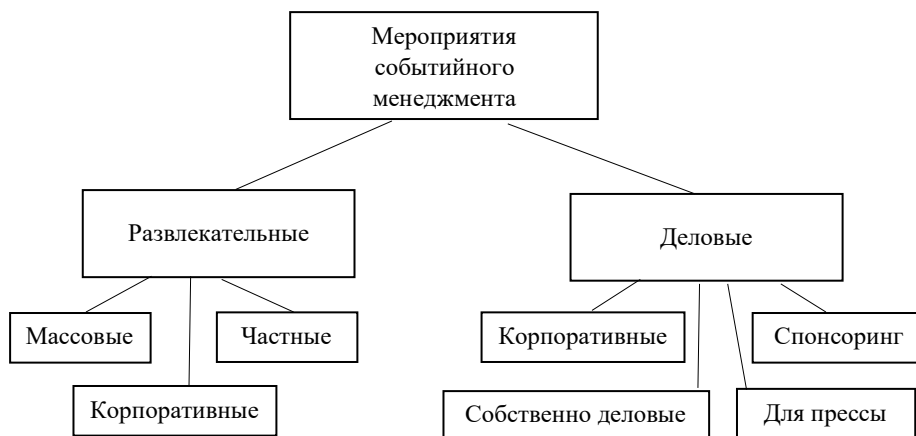 Мероприятия
событийного
менеджмента
Развлекательные
Деловые
Массовые
Частные
Корпоративные
Спонсоринг
Корпоративные
Собственно деловые
Для прессы